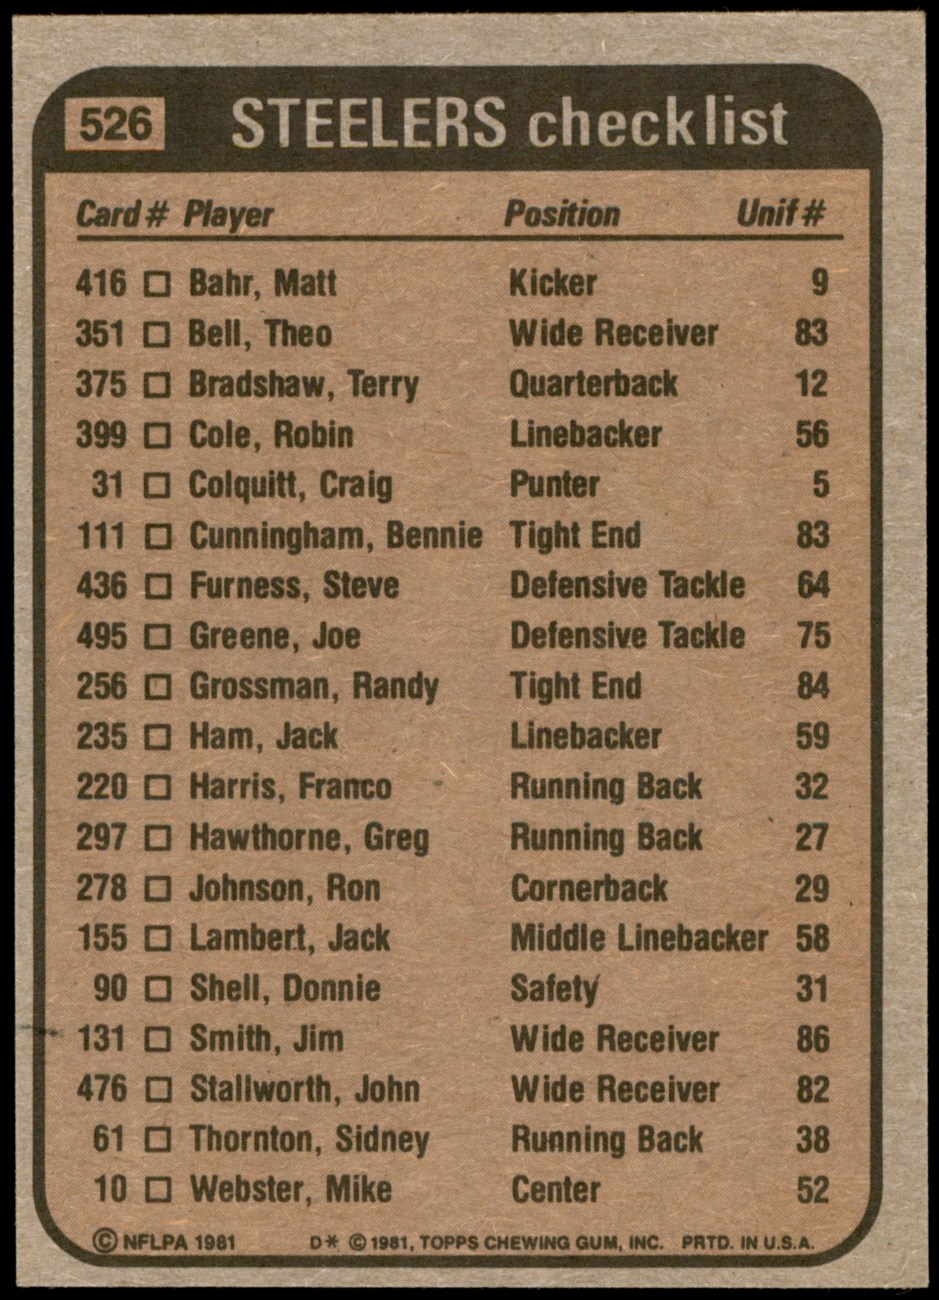 526 STEELERS checklist
Card# Player Position Unif#
416 □ Bahr, Matt Kicker 9
351 □ Bell, Theo Wide Receiver 83
375 □ Bradshaw, Terry Quarterback 12
399 □ Cole, Robin Linebacker 56
31 □ Colquitt, Craig Punter 5
111 □ Cunningham, Bennie Tight End 83
436 □ Furness, Steve Defensive Tackle 64
495 □ Greene, Joe Defensive Tackle 75
256 □ Grossman, Randy Tight End 84
235 □ Ham, Jack Linebacker 59
220 □ Harris, Franco Running Back 32
297 □ Hawthorne, Greg Running Back 27
278 □ Johnson, Ron Cornerback 29
155 □ Lambert, Jack Middle Linebacker 58
90 □ Shell, Donnie Safety 31
131 □ Smith, Jim Wide Receiver 86
476 □ Stallworth, John Wide Receiver 82
61 □ Thornton, Sidney Running Back 38
10 □ Webster, Mike Center 52
© NFLPA 1981 D* © 1981, TOPPS CHEWING GUM, INC. PRTD. IN U.S.A.